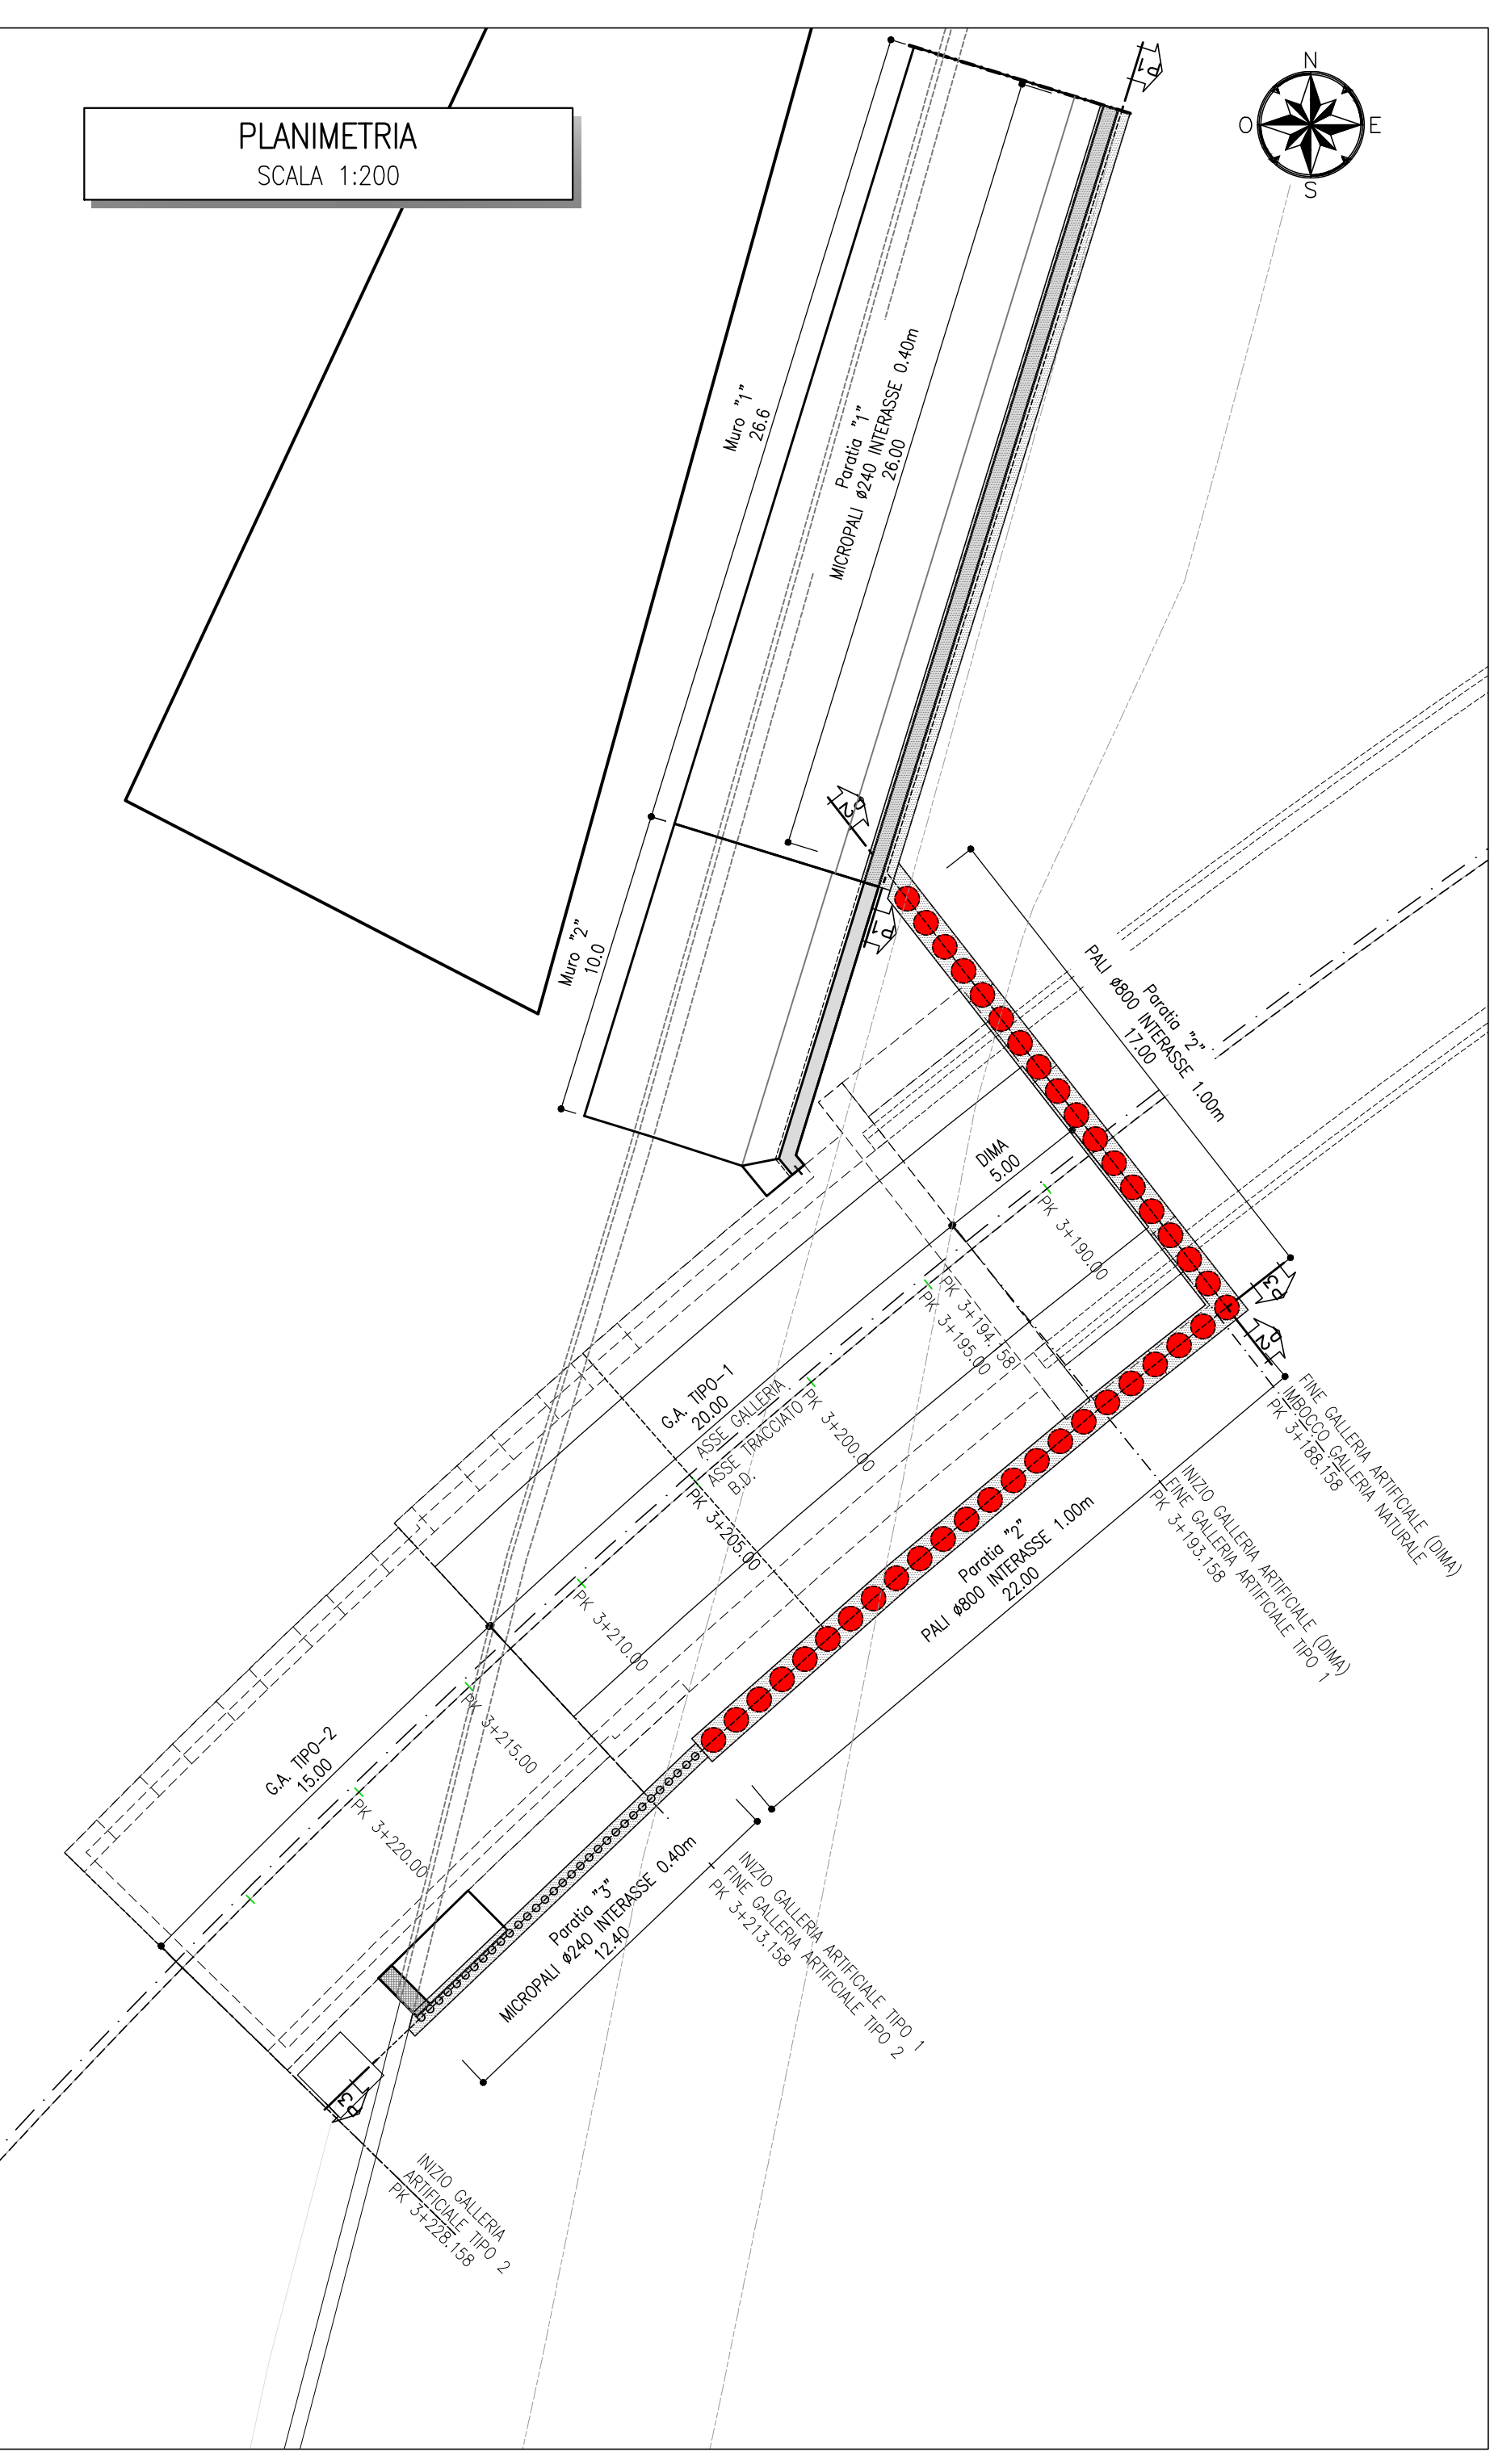 PLANIMETRIA
SCALA 1:200
N
O
E
S
P1
Muro "1"
26.6
Paratia "1"
MICROPALI ø240 INTERASSE 0.40m
26.00
P2
P1
Muro "2"
10.0
Paratia "2"
PALI ø800 INTERASSE 1.00m
17.00
DIMA
5.00
PK 3+190.00
PK 3+194.158
PK 3+195.00
P3
P2
FINE GALLERIA ARTIFICIALE (DIMA)
IMBOCCO GALLERIA NATURALE
PK 3+188.158
G.A. TIPO-1
20.00
ASSE GALLERIA
ASSE TRACCIATO
B.D.
PK 3+200.00
PK 3+205.00
INIZIO GALLERIA ARTIFICIALE (DIMA)
FINE GALLERIA ARTIFICIALE TIPO 1
PK 3+193.158
Paratia "2"
PALI ø800 INTERASSE 1.00m
22.00
PK 3+210.00
PK 3+215.00
G.A. TIPO-2
15.00
PK 3+220.00
Paratia "3"
MICROPALI ø240 INTERASSE 0.40m
12.40
INIZIO GALLERIA ARTIFICIALE TIPO 1
FINE GALLERIA ARTIFICIALE TIPO 2
PK 3+213.158
P3
INIZIO GALLERIA
ARTIFICIALE TIPO 2
PK 3+228.158